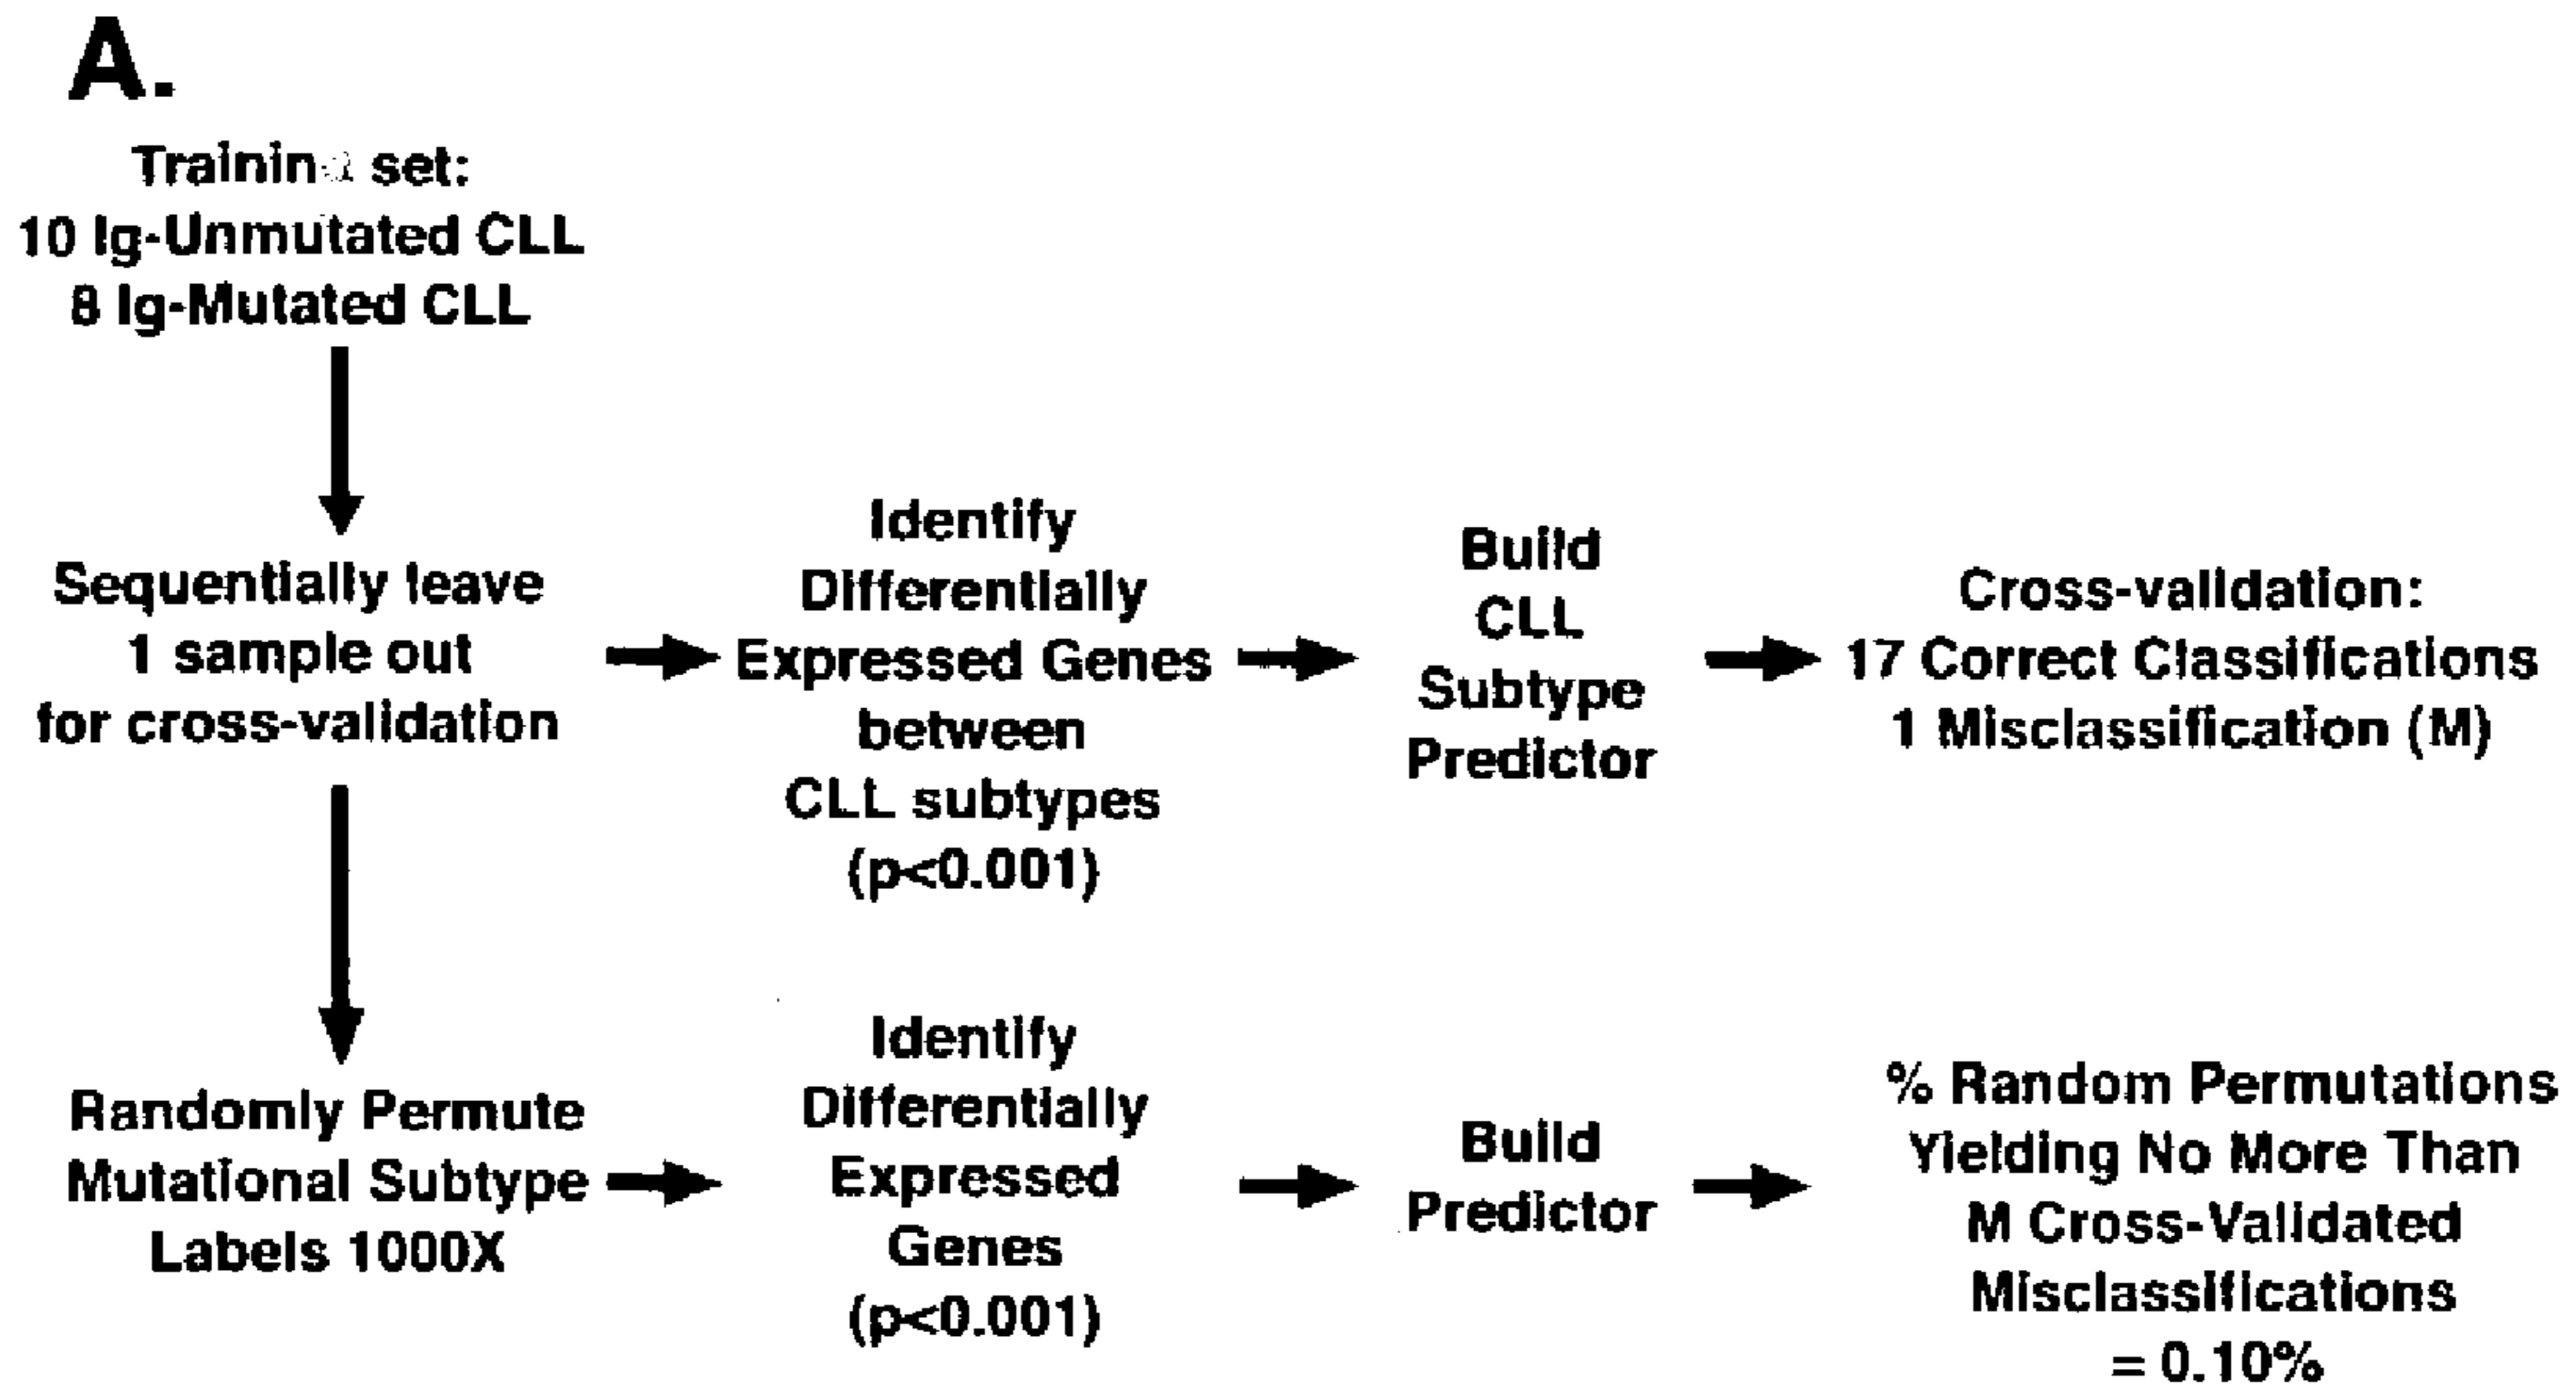 A.
Training set:
10 Ig-Unmutated CLL
8 Ig-Mutated CLL
Sequentially leave
1 sample out
for cross-validation
Identify
Differentially
Expressed Genes
between
CLL subtypes
(p<0.001)
Build
CLL
Subtype
Predictor
Cross-validation:
17 Correct Classifications
1 Misclassification (M)
Randomly Permute
Mutational Subtype
Labels 1000X
Identify
Differentially
Expressed
Genes
(p<0.001)
Build
Predictor
% Random Permutations
Yielding No More Than
M Cross-Validated
Misclassifications
= 0.10%